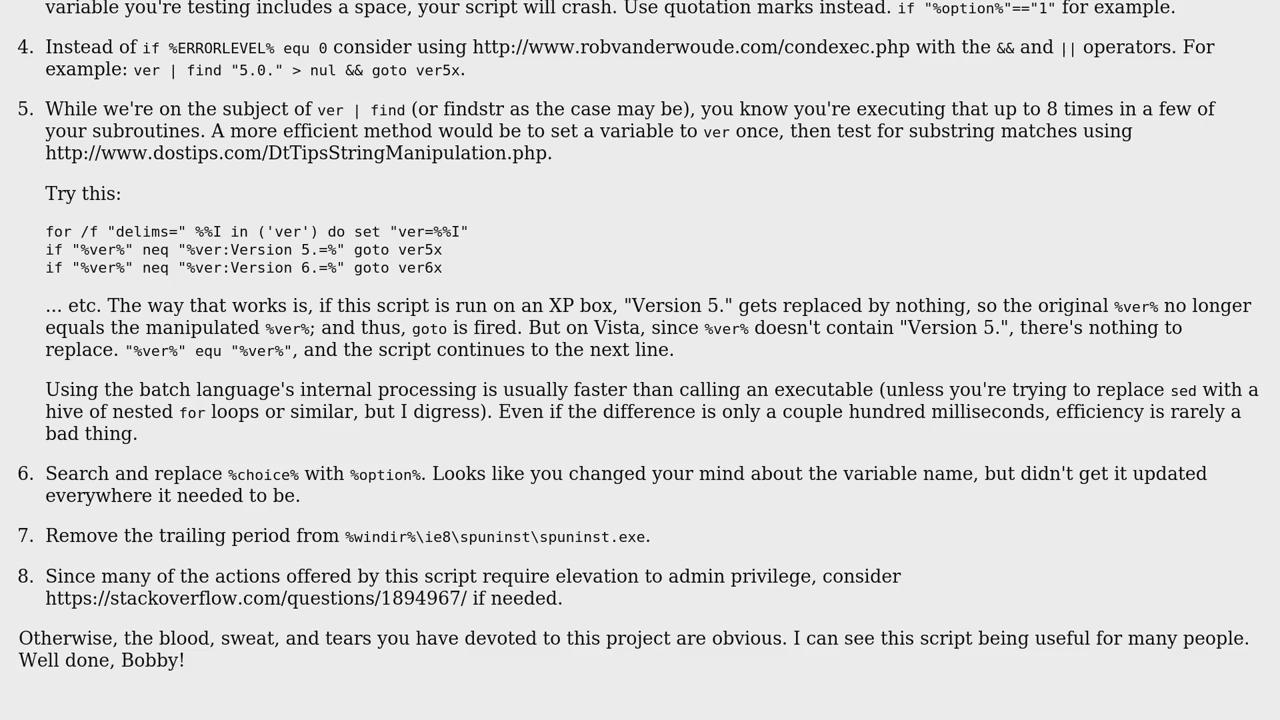 variable you're testing includes a space, your script will crash. Use quotation marks instead. if "%option%"=="1" for example.
4. Instead of if %ERRORLEVEL% equ 0 consider using http://www.robvanderwoude.com/condexec.php with the && and || operators. For
example: ver | find "5.0." > nul && goto ver5x.
5. While we're on the subject of ver | find (or findstr as the case may be), you know you're executing that up to 8 times in a few of
your subroutines. A more efficient method would be to set a variable to ver once, then test for substring matches using
http://www.dostips.com/DtTipsStringManipulation.php.
Try this:
for /f "delims=" %%I in ('ver') do set "ver=%%I"
if "%ver%" neq "%ver:Version 5.=%" goto ver5x
if "%ver%" neq "%ver:Version 6.=%" goto ver6x
... etc. The way that works is, if this script is run on an XP box, "Version 5." gets replaced by nothing, so the original %ver% no longer
equals the manipulated %ver%; and thus, goto is fired. But on Vista, since %ver% doesn't contain "Version 5.", there's nothing to
replace. "%ver%" equ "%ver%", and the script continues to the next line.
Using the batch language's internal processing is usually faster than calling an executable (unless you're trying to replace sed with a
hive of nested for loops or similar, but I digress). Even if the difference is only a couple hundred milliseconds, efficiency is rarely a
bad thing.
6. Search and replace %choice% with %option%. Looks like you changed your mind about the variable name, but didn't get it updated
everywhere it needed to be.
7. Remove the trailing period from %windir%\ie8\spuninst\spuninst.exe.
8. Since many of the actions offered by this script require elevation to admin privilege, consider
https://stackoverflow.com/questions/1894967/ if needed.
Otherwise, the blood, sweat, and tears you have devoted to this project are obvious. I can see this script being useful for many people.
Well done, Bobby!